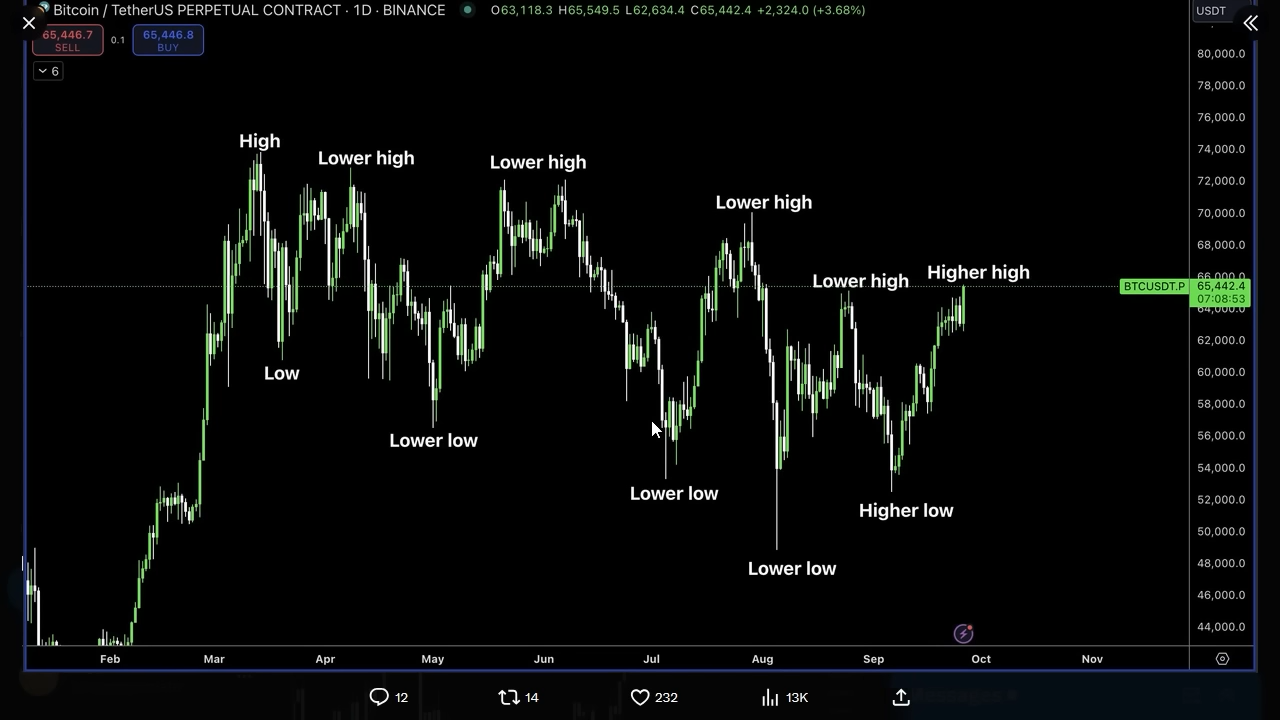 Bitcoin / TetherUS PERPETUAL CONTRACT · 1D · BINANCE O63,118.3 H65,549.5 L62,634.4 C65,442.4 +2,324.0 (+3.68%)
USDT
65,446.7
SELL
0.1
65,446.8
BUY
6
80,000.0
78,000.0
76,000.0
74,000.0
72,000.0
70,000.0
68,000.0
66,000.0
BTCUSDT.P 65,442.4
07:08:53
64,000.0
62,000.0
60,000.0
58,000.0
56,000.0
54,000.0
52,000.0
50,000.0
48,000.0
46,000.0
44,000.0
High
Lower high
Lower high
Lower high
Lower high
Higher high
Low
Lower low
Lower low
Lower low
Higher low
Feb Mar Apr May Jun Jul Aug Sep Oct Nov
12 14 232 13K